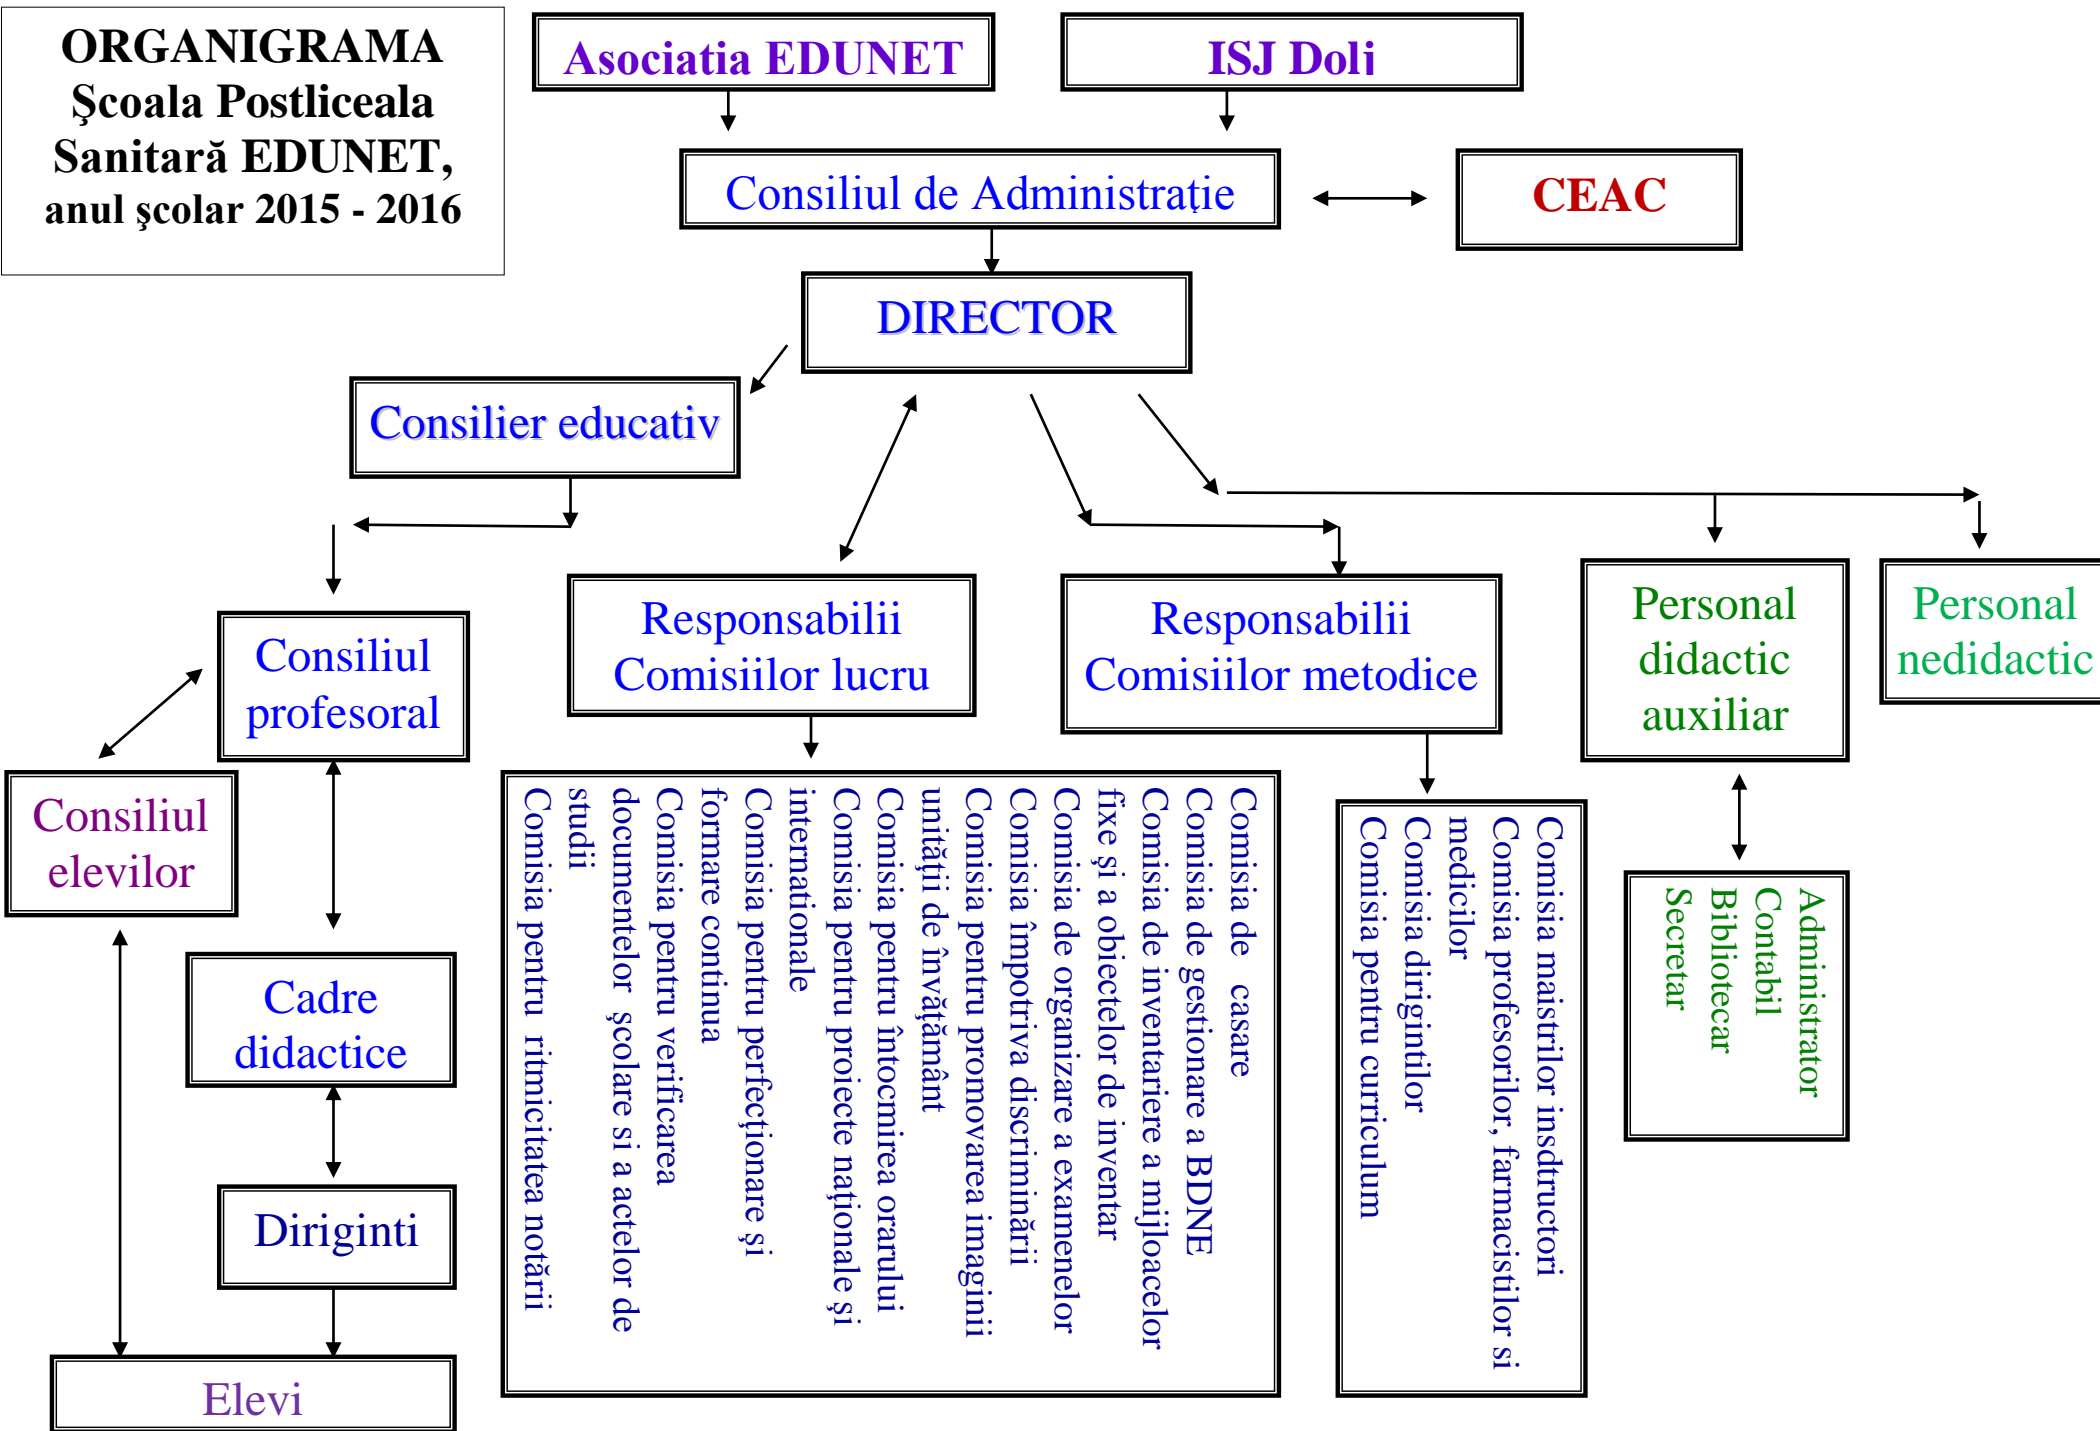 ORGANIGRAMA
Şcoala Postliceala
Sanitară EDUNET,
anul şcolar 2015 - 2016
Asociatia EDUNET
ISJ Dolj
Consiliul de Administraţie
CEAC
DIRECTOR
Consilier educativ
Consiliul
profesoral
Responsabilii
Comisiilor lucru
Responsabilii
Comisiilor metodice
Personal
didactic
auxiliar
Personal
nedidactic
Consiliul
elevilor
Cadre
didactice
Diriginti
Elevi
Comisia de casare
Comisia de gestionare a BDNE
Comisia de inventariere a mijloacelor
fixe şi a obiectelor de inventar
Comisia de organizare a examenelor
Comisia împotriva discriminării
Comisia pentru promovarea imaginii
unităţii de învăţământ
Comisia pentru întocmirea orarului
Comisia pentru proiecte naţionale şi
internationale
Comisia pentru perfecţionare şi
formare continua
Comisia pentru verificarea
documentelor şcolare si a actelor de
studii
Comisia pentru ritmicitatea notării
Comisia maistrilor insdtructori
Comisia profesorilor, farmacistilor si
medicilor
Comisia dirigintilor
Comisia pentru curriculum
Administrator
Contabil
Bibliotecar
Secretar